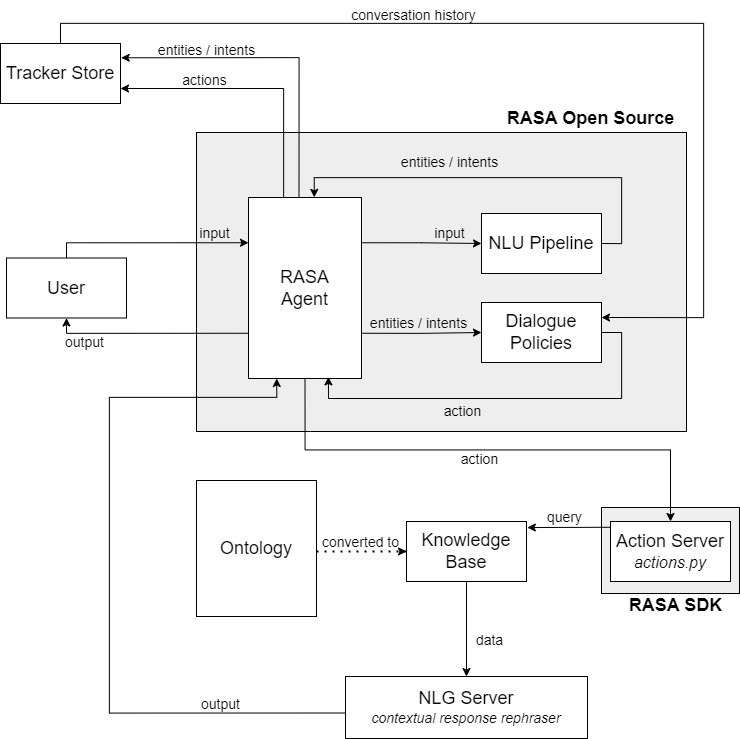 conversation history
entities / intents
Tracker Store
actions
RASA Open Source
entities / intents
input
input
NLU Pipeline
RASA
Agent
User
entities / intents
Dialogue
Policies
output
action
action
query
Ontology
converted to
Knowledge
Base
Action Server
actions.py
RASA SDK
data
output
NLG Server
contextual response rephraser